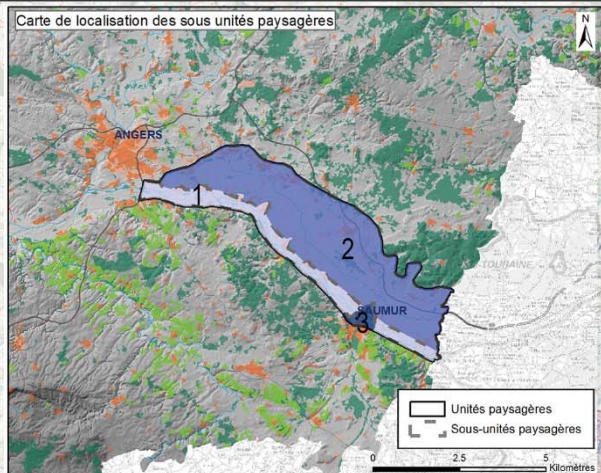 Carte de localisation des sous unités paysagères
N
ANGERS
1
2
TOURAINE
SAUMUR
3
Unités paysagères
Sous-unités paysagères
0 2.5 5
Kilomètres